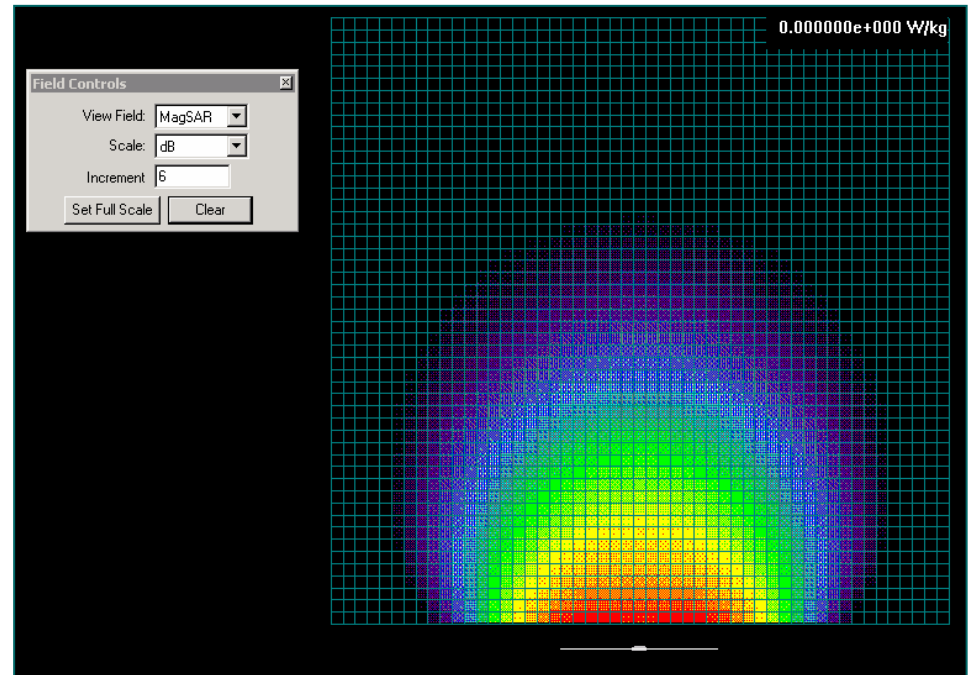 0.000000e+000 W/kg
Field Controls
View Field: MagSAR
Scale: dB
Increment 6
Set Full Scale Clear